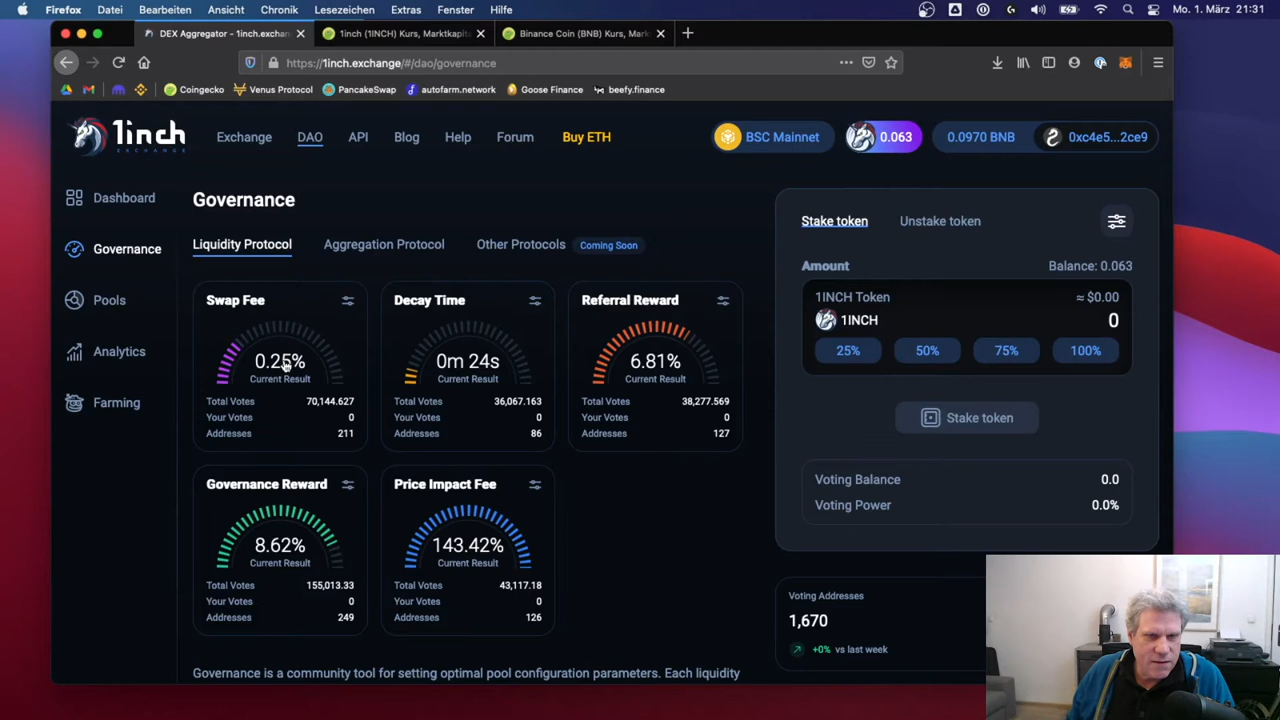 Firefox Datei Bearbeiten Ansicht Chronik Lesezeichen Extras Fenster Hilfe Mo. 1. März 21:31
DEX Aggregator - 1inch.exchan 1inch (1INCH) Kurs, Marktkapita Binance Coin (BNB) Kurs, Markt
https://1inch.exchange/#/dao/governance
Coingecko Venus Protocol PancakeSwap autofarm.network Goose Finance beefy.finance
1inch EXCHANGE Exchange DAO API Blog Help Forum Buy ETH BSC Mainnet 0.063 0.0970 BNB 0xc4e5...2ce9
Dashboard
Governance
Pools
Analytics
Farming
Governance
Liquidity Protocol Aggregation Protocol Other Protocols Coming Soon
Swap Fee
0.25%
Current Result
Total Votes 70,144.627
Your Votes 0
Addresses 211
Decay Time
0m 24s
Current Result
Total Votes 36,067.163
Your Votes 0
Addresses 86
Referral Reward
6.81%
Current Result
Total Votes 38,277.569
Your Votes 0
Addresses 127
Governance Reward
8.62%
Current Result
Total Votes 155,013.33
Your Votes 0
Addresses 249
Price Impact Fee
143.42%
Current Result
Total Votes 43,117.18
Your Votes 0
Addresses 126
Governance is a community tool for setting optimal pool configuration parameters. Each liquidity
Stake token Unstake token
Amount Balance: 0.063
1INCH Token ≈ $0.00
1INCH 0
25% 50% 75% 100%
Stake token
Voting Balance 0.0
Voting Power 0.0%
Voting Addresses
1,670
+0% vs last week